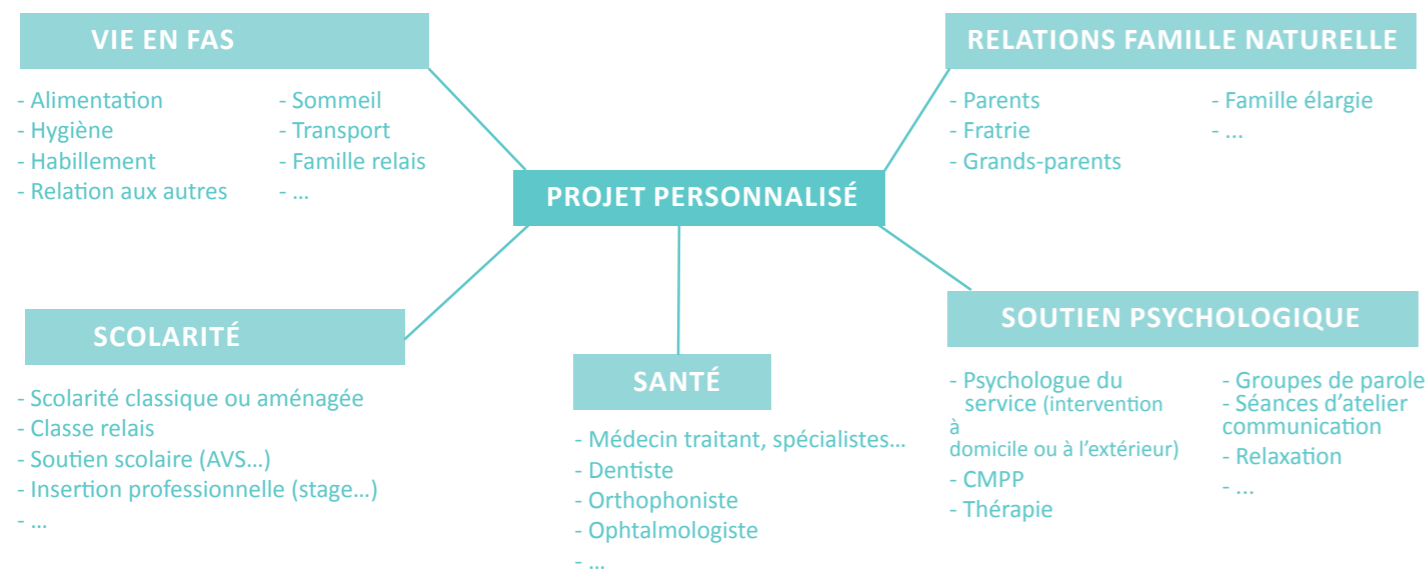 VIE EN FAS
- Alimentation
- Hygiène
- Habillement
- Relation aux autres
- Sommeil
- Transport
- Famille relais
- ...
RELATIONS FAMILLE NATURELLE
- Parents
- Fratrie
- Grands-parents
- Famille élargie
- ...
PROJET PERSONNALISÉ
SCOLARITÉ
- Scolarité classique ou aménagée
- Classe relais
- Soutien scolaire (AVS...)
- Insertion professionnelle (stage...)
- ...
SANTÉ
- Médecin traitant, spécialistes...
- Dentiste
- Orthophoniste
- Ophtalmologiste
- ...
SOUTIEN PSYCHOLOGIQUE
- Psychologue du
service (intervention
à
domicile ou à l’extérieur)
- CMPP
- Thérapie
- Groupes de parole
- Séances d’atelier
communication
- Relaxation
- ...